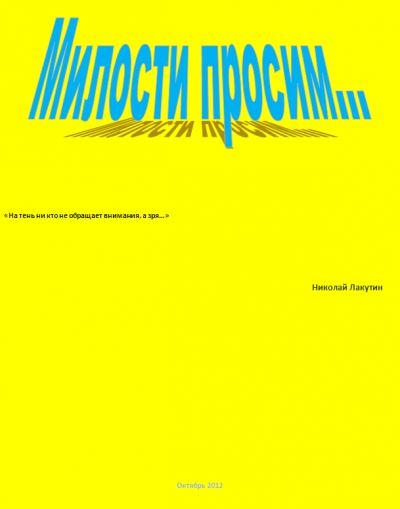 Милости просим...
«На тень ни кто не обращает внимания, а зря...»
Николай Лакутин
Октябрь 2012